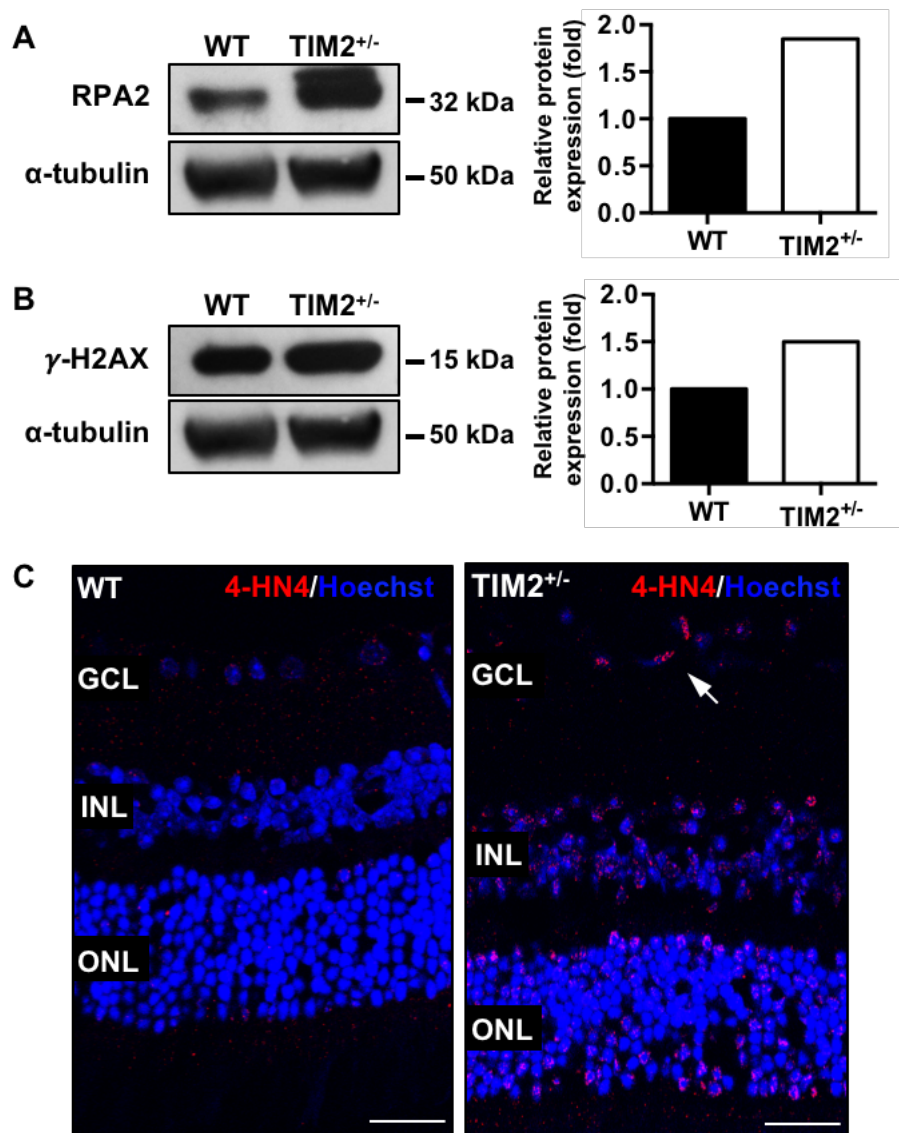 A
WT TIM2+/-
RPA2
32 kDa
α-tubulin
50 kDa
Relative protein
expression (fold)
2.0
1.5
1.0
0.5
0.0
WT TIM2+/-
B
WT TIM2+/-
γ-H2AX
15 kDa
α-tubulin
50 kDa
Relative protein
expression (fold)
2.0
1.5
1.0
0.5
0.0
WT TIM2+/-
C
WT 4-HN4/Hoechst
GCL
INL
ONL
TIM2+/- 4-HN4/Hoechst
GCL
INL
ONL